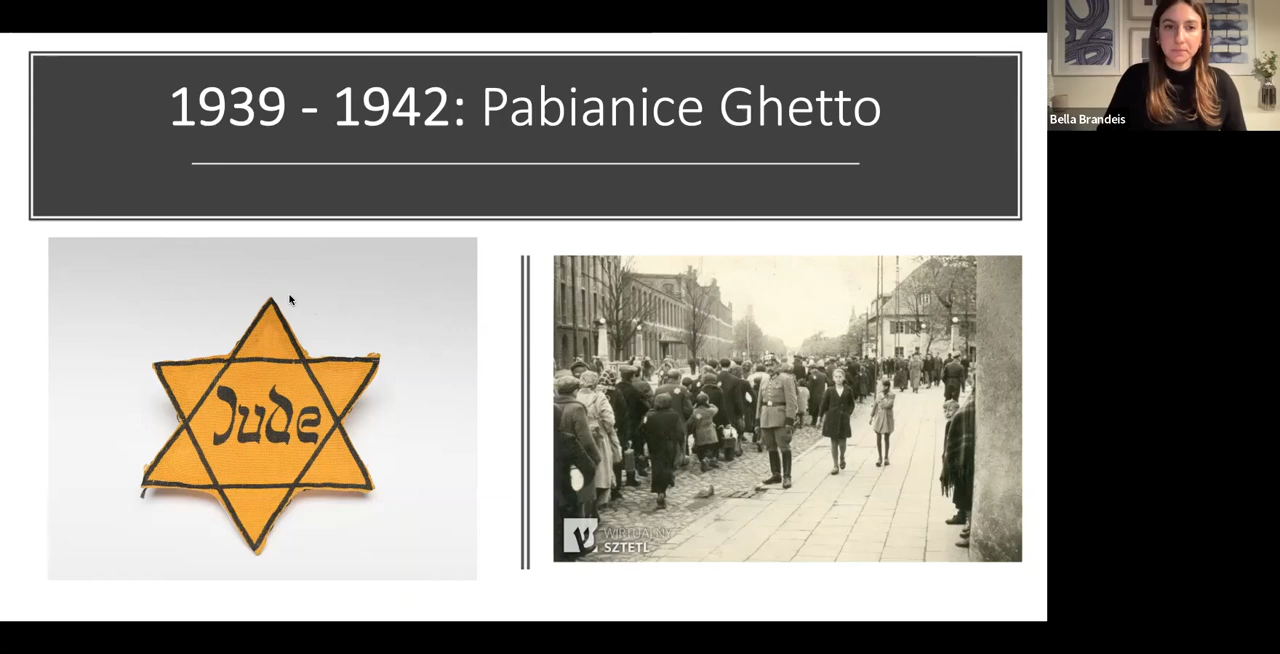 1939 - 1942: Pabianice Ghetto
Bella Brandeis
Jude
WIRTUALNY
SZTETL